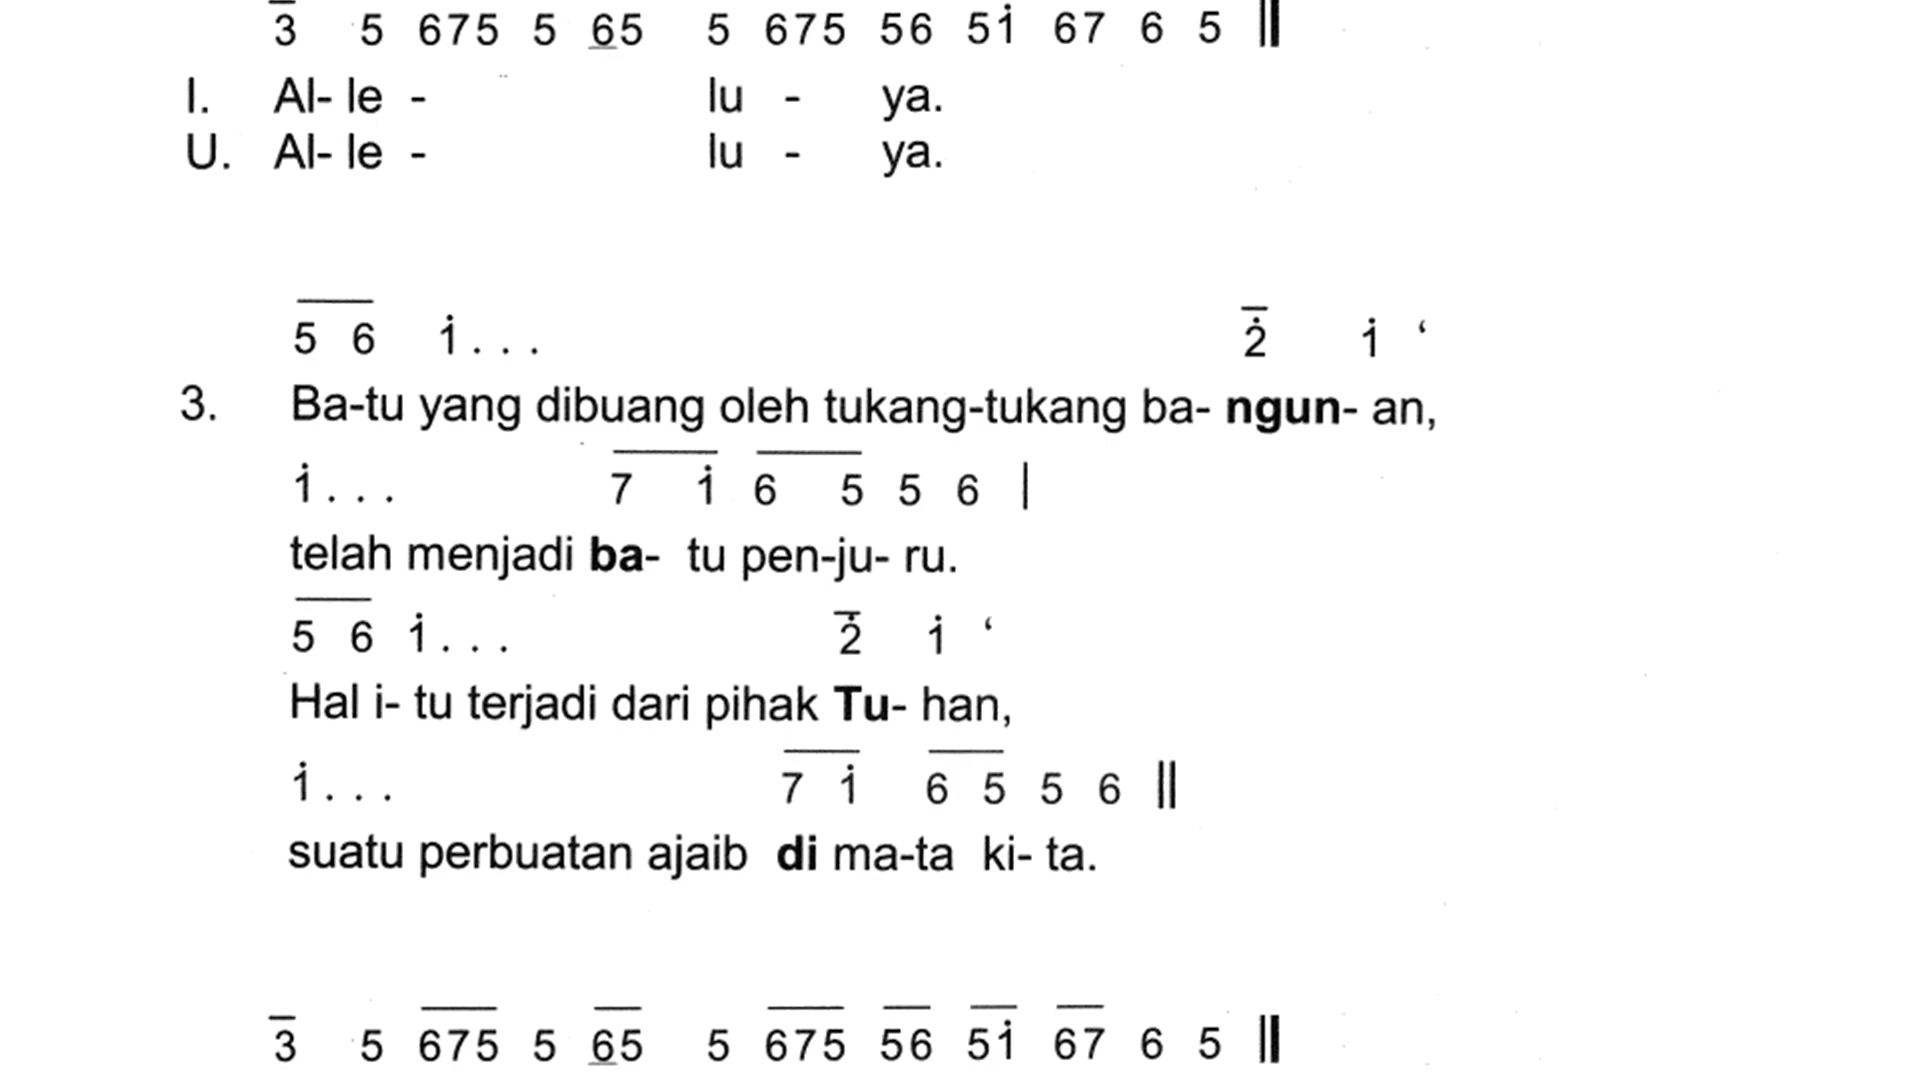 3 5 675 5 65 5 675 56 51̇ 67 6 5 ||
I. Al- le - lu - ya.
U. Al- le - lu - ya.
5 6 1̇ . . . 2̇ 1̇ ‘
3. Ba-tu yang dibuang oleh tukang-tukang ba- ngun- an,
1̇ . . . 7 1̇ 6 5 5 6 |
telah menjadi ba- tu pen-ju- ru.
5 6 1̇ . . . 2̇ 1̇ ‘
Hal i- tu terjadi dari pihak Tu- han,
1̇ . . . 7 1̇ 6 5 5 6 ||
suatu perbuatan ajaib di ma-ta ki- ta.
3 5 675 5 65 5 675 56 51̇ 67 6 5 ||